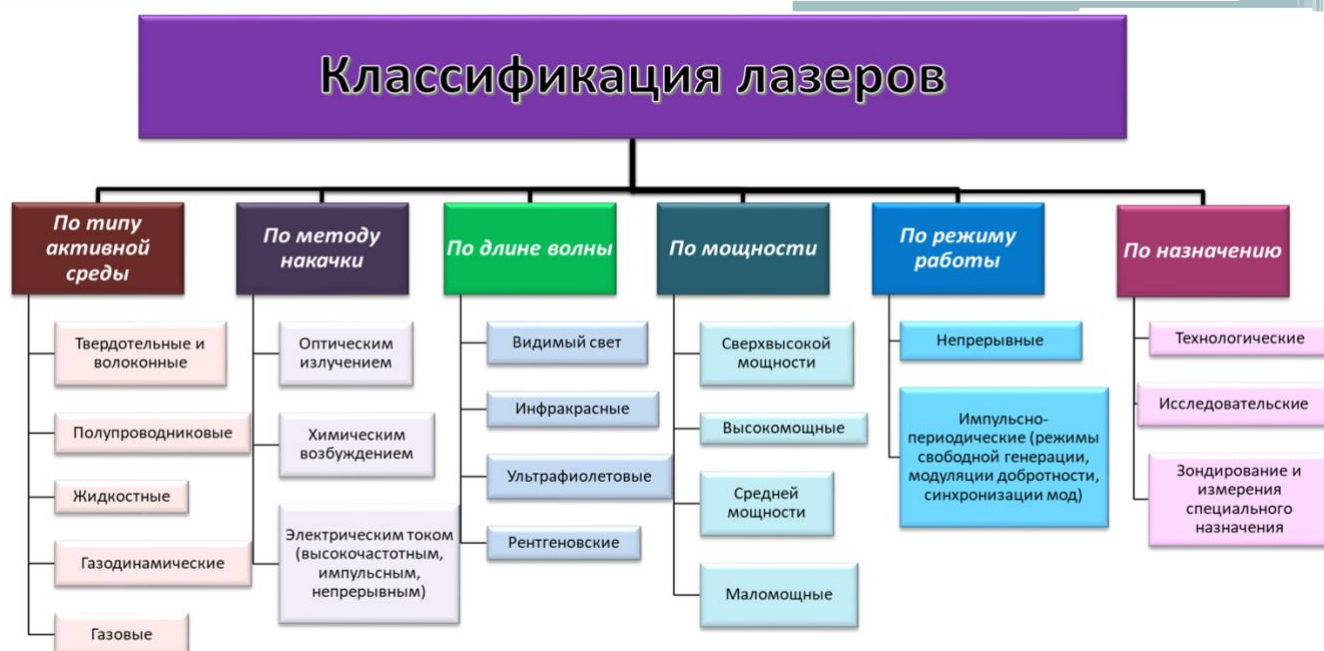 Классификация лазеров
По типу
активной
среды
Твердотельные и
волоконные
Полупроводниковые
Жидкостные
Газодинамические
Газовые
По методу
накачки
Оптическим
излучением
Химическим
возбуждением
Электрическим током
(высокочастотным,
импульсным,
непрерывным)
По длине волны
Видимый свет
Инфракрасные
Ультрафиолетовые
Рентгеновские
По мощности
Сверхвысокой
мощности
Высокомощные
Средней
мощности
Маломощные
По режиму
работы
Непрерывные
Импульсно-
периодические (режимы
свободной генерации,
модуляции добротности,
синхронизации мод)
По назначению
Технологические
Исследовательские
Зондирование и
измерения
специального
назначения